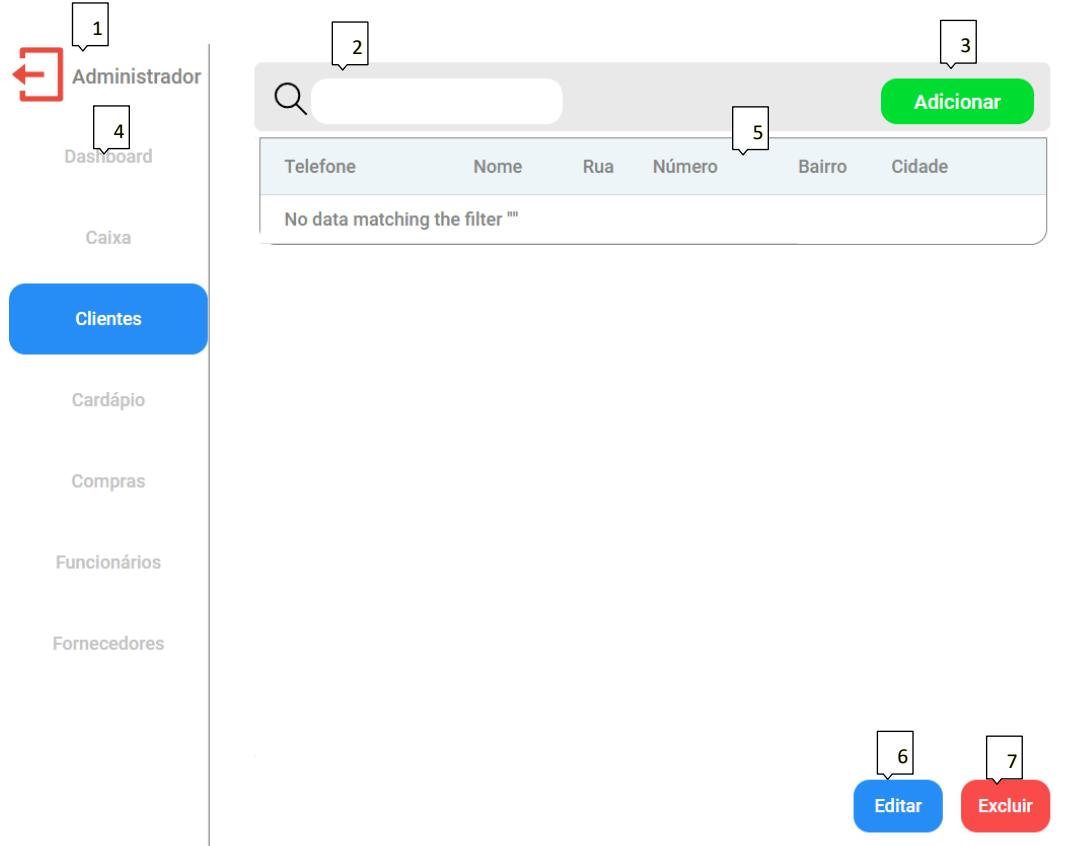 1
2
3
Administrador
Adicionar
4
5
Dashboard
Telefone Nome Rua Número Bairro Cidade
No data matching the filter ""
Caixa
Clientes
Cardápio
Compras
Funcionários
Fornecedores
6
7
Editar
Excluir